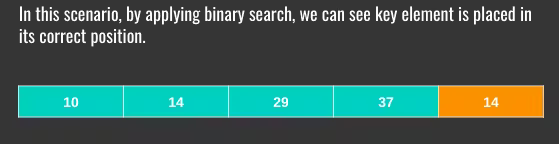 In this scenario, by applying binary search, we can see key element is placed in
its correct position.
10 14 29 37 14